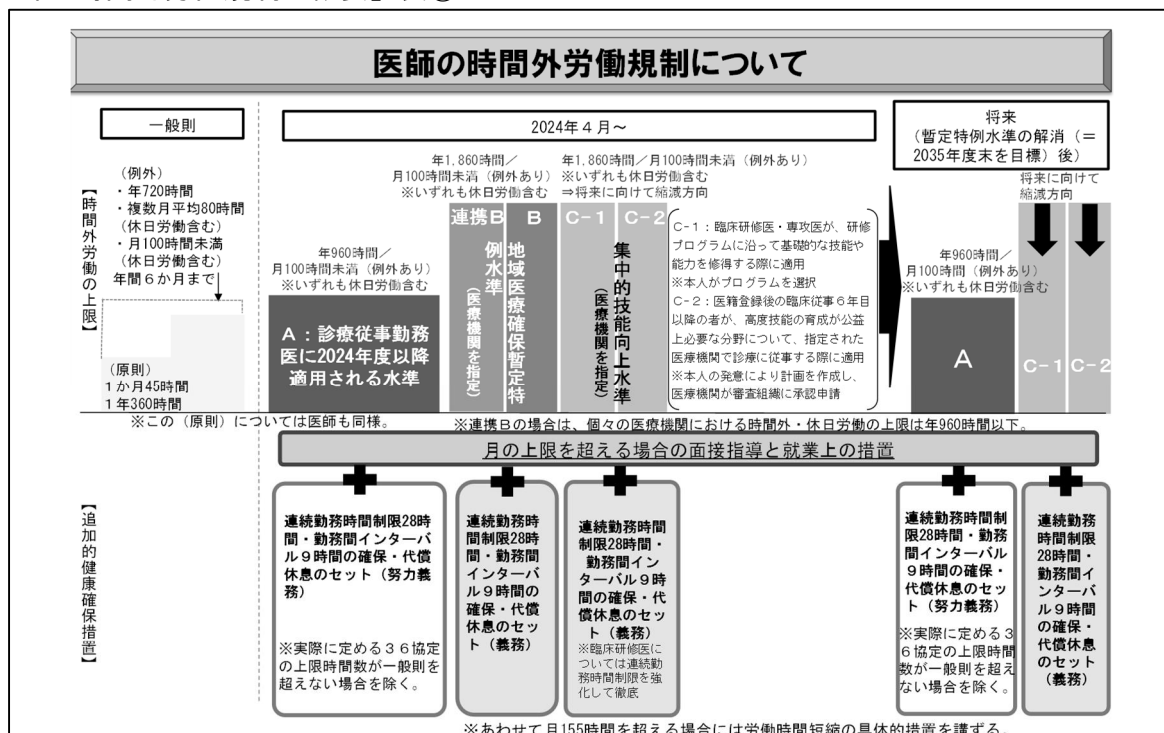 医師の時間外労働規制について
一般則
2024年4月～
将来
（暫定特例水準の解消（＝
2035年度末を目標）後）
【時間外労働の上限】
（例外）
・年720時間
・複数月平均80時間
（休日労働含む）
・月100時間未満
（休日労働含む）
年間6か月まで
（原則）
1か月45時間
1年360時間
※この（原則）については医師も同様。
年960時間／
月100時間未満（例外あり）
※いずれも休日労働含む
A：診療従事勤務
医に2024年度以降
適用される水準
年1,860時間／
月100時間未満（例外あり）
※いずれも休日労働含む
連携B
B
地域医療確保暫定特
例水準
（医療機関を指定）
年1,860時間／月100時間未満（例外あり）
※いずれも休日労働含む
⇒将来に向けて縮減方向
C-1
C-2
集中的技能向上水準
（医療機関を指定）
C-1：臨床研修医・専攻医が、研修
プログラムに沿って基礎的な技能や
能力を修得する際に適用
※本人がプログラムを選択
C-2：医籍登録後の臨床従事6年目
以降の者が、高度技能の育成が公益
上必要な分野について、指定された
医療機関で診療に従事する際に適用
※本人の発意により計画を作成し、
医療機関が審査組織に承認申請
年960時間／
月100時間未満（例外あり）
※いずれも休日労働含む
A
将来に向けて
縮減方向
C-1
C-2
※連携Bの場合は、個々の医療機関における時間外・休日労働の上限は年960時間以下。
月の上限を超える場合の面接指導と就業上の措置
【追加的健康確保措置】
連続勤務時間制限28時
間・勤務間インターバ
ル9時間の確保・代償
休息のセット（努力義
務）
※実際に定める36協定
の上限時間数が一般則を
超えない場合を除く。
連続勤務時間制
限28時間・勤務間
インターバル
9時間の確保・代
償休息のセッ
ト（義務）
連続勤務時間
制限28時間・
勤務間イン
ターバル9時
間の確保・代
償休息のセッ
ト（義務）
※臨床研修医に
ついては連続勤
務時間制限を強
化して徹底
連続勤務時間制
限28時間・勤務
間インターバル
9時間の確保・
代償休息のセッ
ト（努力義務）
※実際に定める3
6協定の上限時間
数が一般則を超え
ない場合を除く。
連続勤務
時間制限
28時間・
勤務間イ
ンターバ
ル9時間
の確保・
代償休息
のセット
（義務）
※あわせて月155時間を超える場合には労働時間短縮の具体的措置を講ずる。